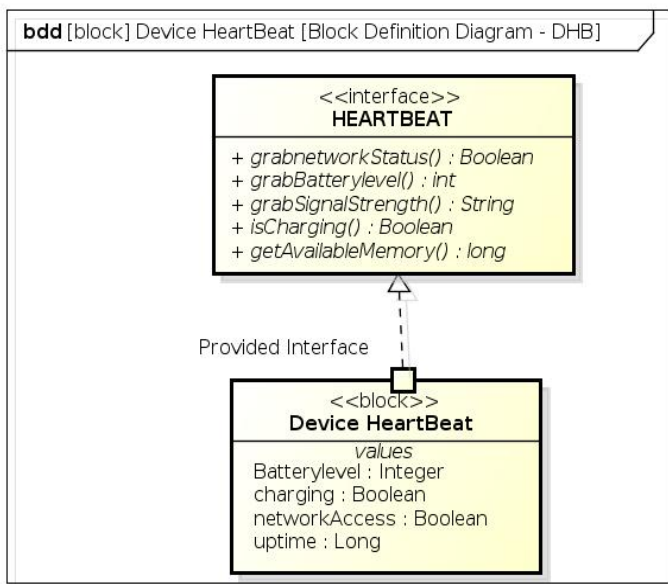 bdd [block] Device HeartBeat [Block Definition Diagram - DHB]
<<interface>>
HEARTBEAT
+ grabnetworkStatus() : Boolean
+ grabBatterylevel() : int
+ grabSignalStrength() : String
+ isCharging() : Boolean
+ getAvailableMemory() : long
Provided Interface
<<block>>
Device HeartBeat
values
Batterylevel : Integer
charging : Boolean
networkAccess : Boolean
uptime : Long